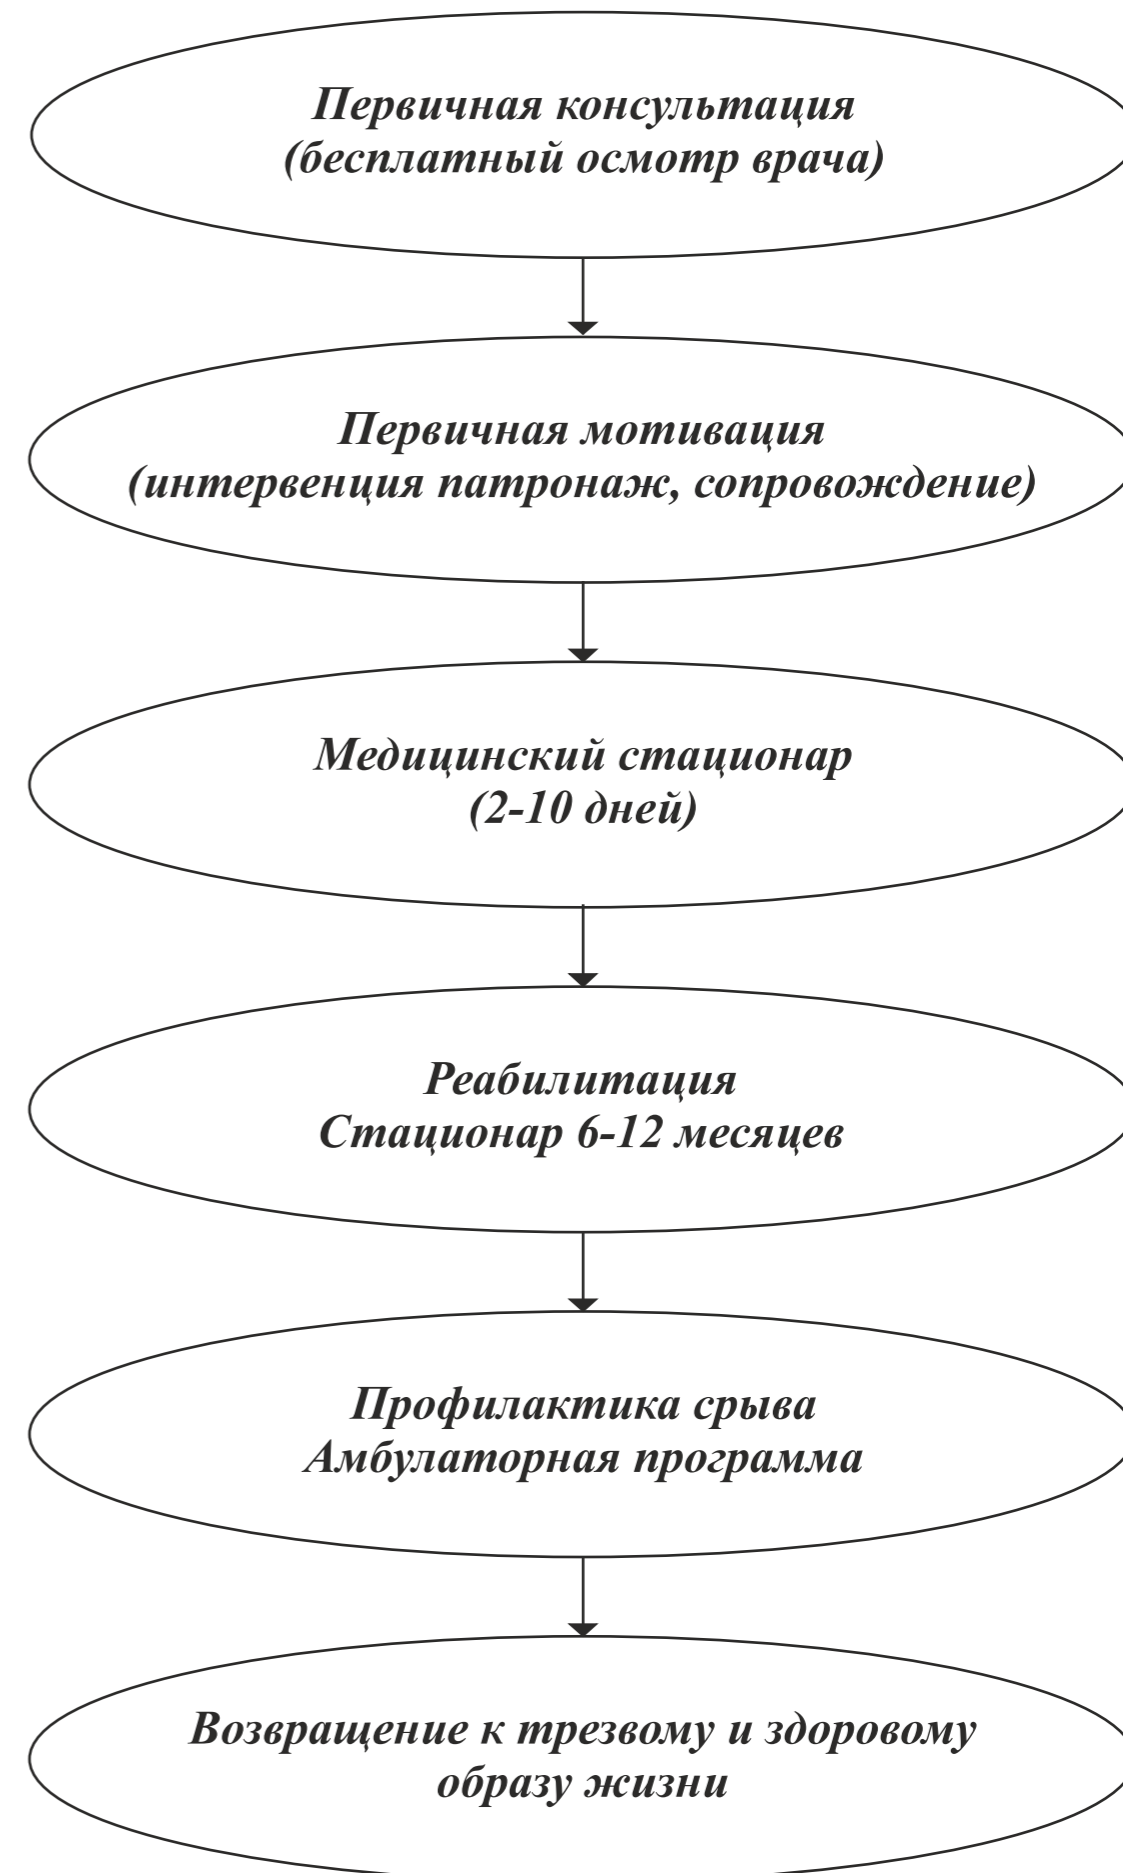 Первичная консультация
(бесплатный осмотр врача)
Первичная мотивация
(интервенция патронаж, сопровождение)
Медицинский стационар
(2-10 дней)
Реабилитация
Стационар 6-12 месяцев
Профилактика срыва
Амбулаторная программа
Возвращение к трезвому и здоровому
образу жизни